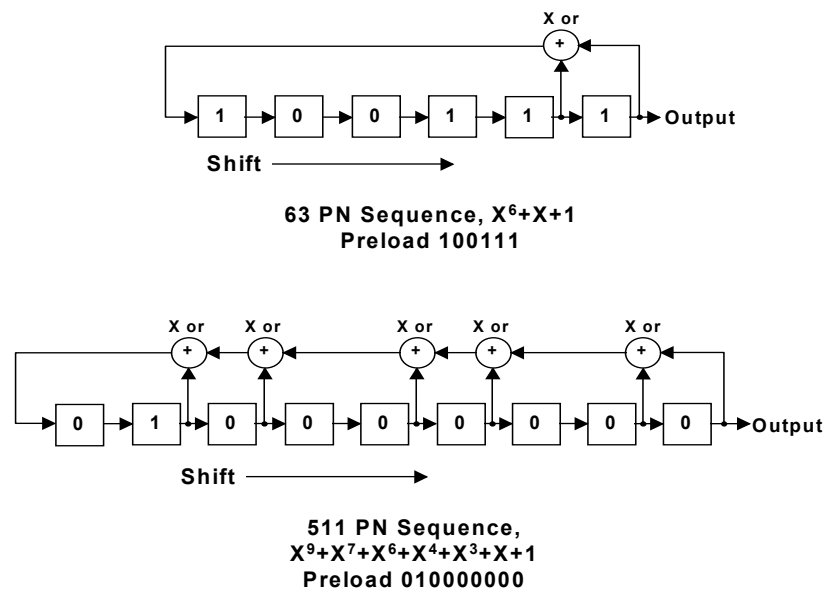 X or
+
1 0 0 1 1 1 Output
Shift
63 PN Sequence, X⁶+X+1
Preload 100111
X or X or X or X or X or
+ + + + +
0 1 0 0 0 0 0 0 0 Output
Shift
511 PN Sequence,
X⁹+X⁷+X⁶+X⁴+X³+X+1
Preload 010000000